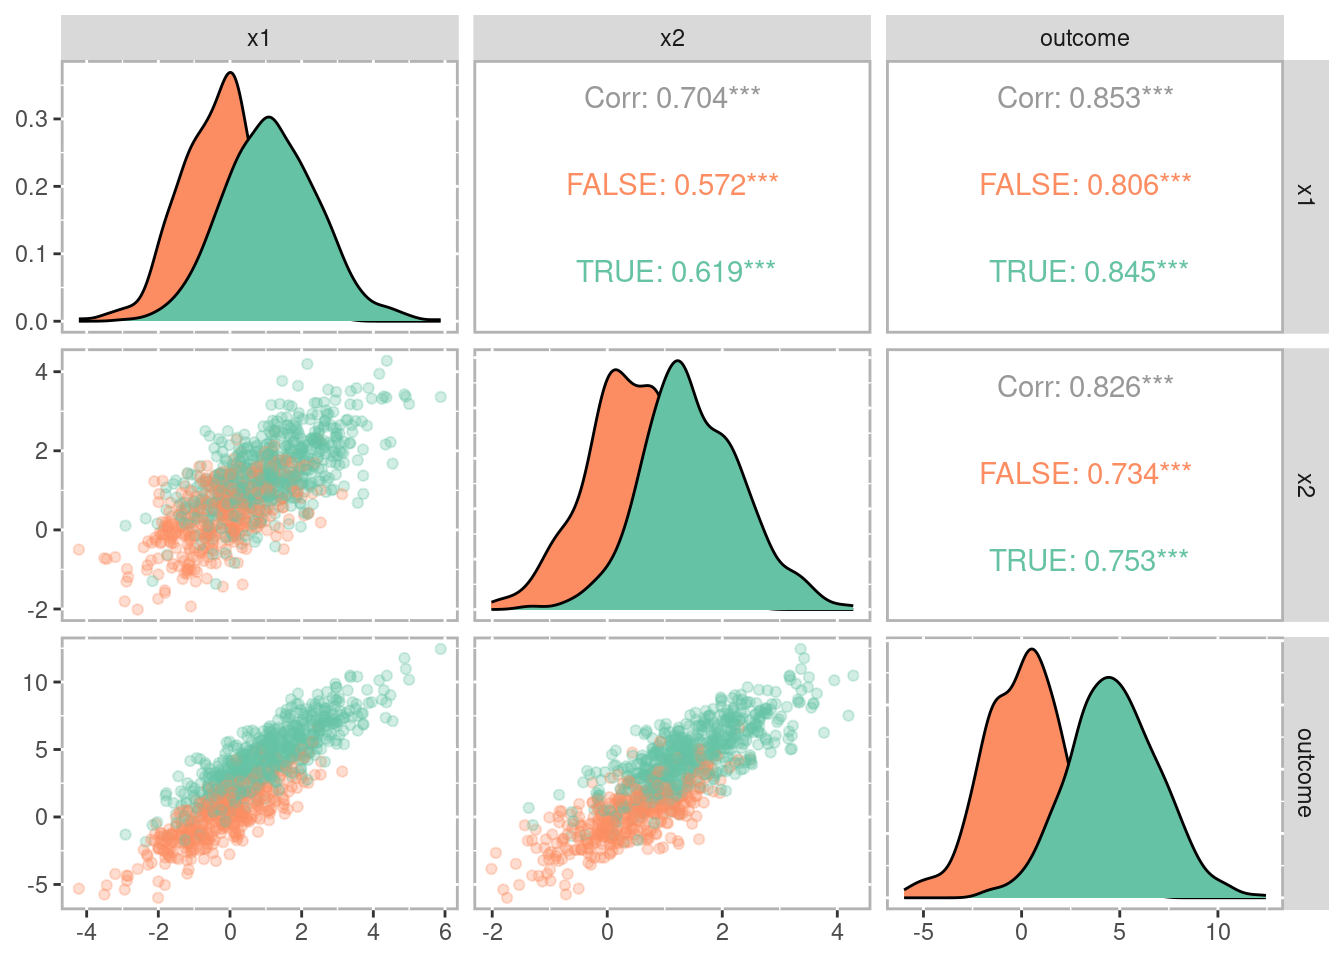 x1
x2
outcome
0.3
0.2
0.1
0.0
Corr: 0.704***
FALSE: 0.572***
TRUE: 0.619***
Corr: 0.853***
FALSE: 0.806***
TRUE: 0.845***
x1
4
2
0
-2
Corr: 0.826***
FALSE: 0.734***
TRUE: 0.753***
x2
10
5
0
-5
outcome
-4 -2 0 2 4 6
-2 0 2 4
-5 0 5 10